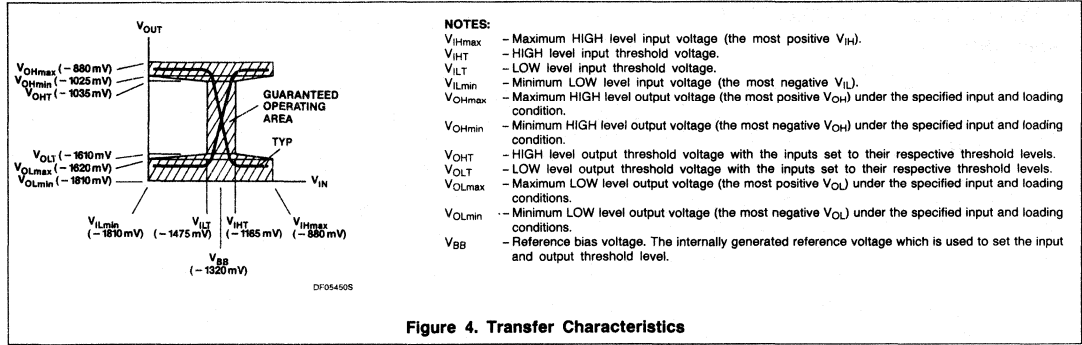 VOUT
VOHmax (−880 mV)
VOHmin (−1025 mV)
VOHT (−1035 mV)
GUARANTEED
OPERATING
AREA
TYP
VOLT (−1610 mV
VOLmax (−1620 mV)
VOLmin (−1810 mV)
VIN
VILmin
(−1810 mV)
VILT
(−1475 mV)
VIHT
(−1165 mV)
VIHmax
(−880 mV)
VBB
(−1320 mV)
DF05450S
NOTES:
VIHmax – Maximum HIGH level input voltage (the most positive VIH).
VIHT – HIGH level input threshold voltage.
VILT – LOW level input threshold voltage.
VILmin – Minimum LOW level input voltage (the most negative VIL).
VOHmax – Maximum HIGH level output voltage (the most positive VOH) under the specified input and loading
condition.
VOHmin – Minimum HIGH level output voltage (the most negative VOH) under the specified input and loading
condition.
VOHT – HIGH level output threshold voltage with the inputs set to their respective threshold levels.
VOLT – LOW level output threshold voltage with the inputs set to their respective threshold levels.
VOLmax – Maximum LOW level output voltage (the most positive VOL) under the specified input and loading
conditions.
VOLmin – Minimum LOW level output voltage (the most negative VOL) under the specified input and loading
conditions.
VBB – Reference bias voltage. The internally generated reference voltage which is used to set the input
and output threshold level.
Figure 4. Transfer Characteristics